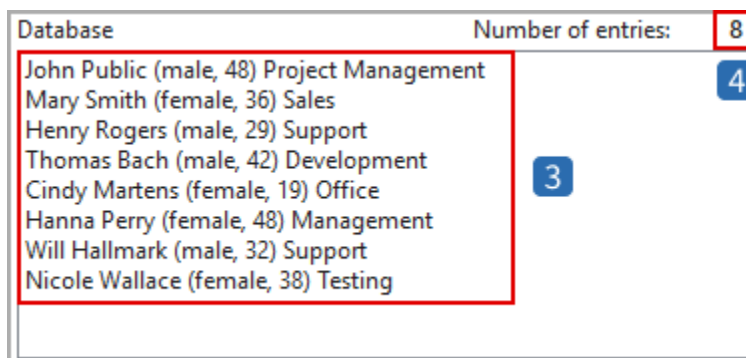 Database Number of entries: 8
4
John Public (male, 48) Project Management
Mary Smith (female, 36) Sales
Henry Rogers (male, 29) Support
Thomas Bach (male, 42) Development
3
Cindy Martens (female, 19) Office
Hanna Perry (female, 48) Management
Will Hallmark (male, 32) Support
Nicole Wallace (female, 38) Testing